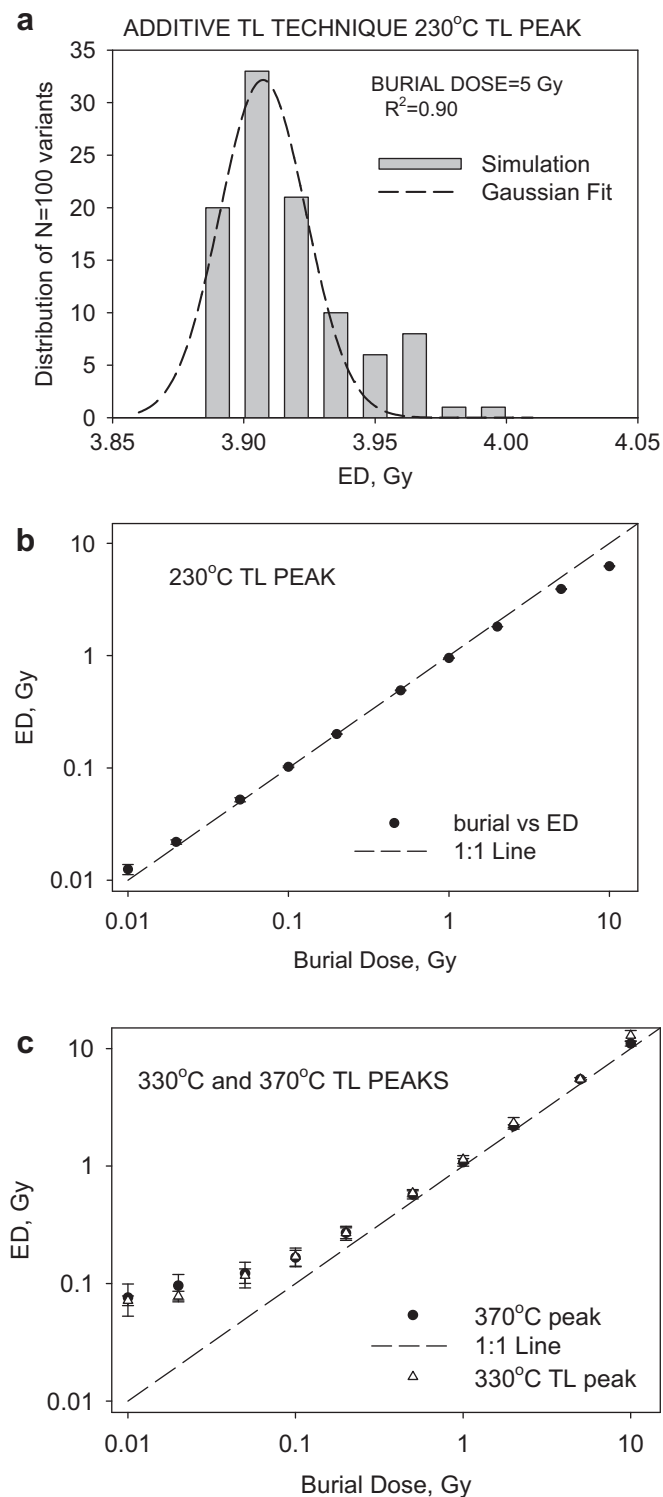 a
ADDITIVE TL TECHNIQUE 230°C TL PEAK
BURIAL DOSE=5 Gy
R²=0.90
Simulation
Gaussian Fit
Distribution of N=100 variants
35
30
25
20
15
10
5
0
3.85 3.90 3.95 4.00 4.05
ED, Gy
b
230°C TL PEAK
ED, Gy
10
1
0.1
0.01
burial vs ED
1:1 Line
0.01 0.1 1 10
Burial Dose, Gy
c
330°C and 370°C TL PEAKS
ED, Gy
10
1
0.1
0.01
370°C peak
1:1 Line
330°C TL peak
0.01 0.1 1 10
Burial Dose, Gy